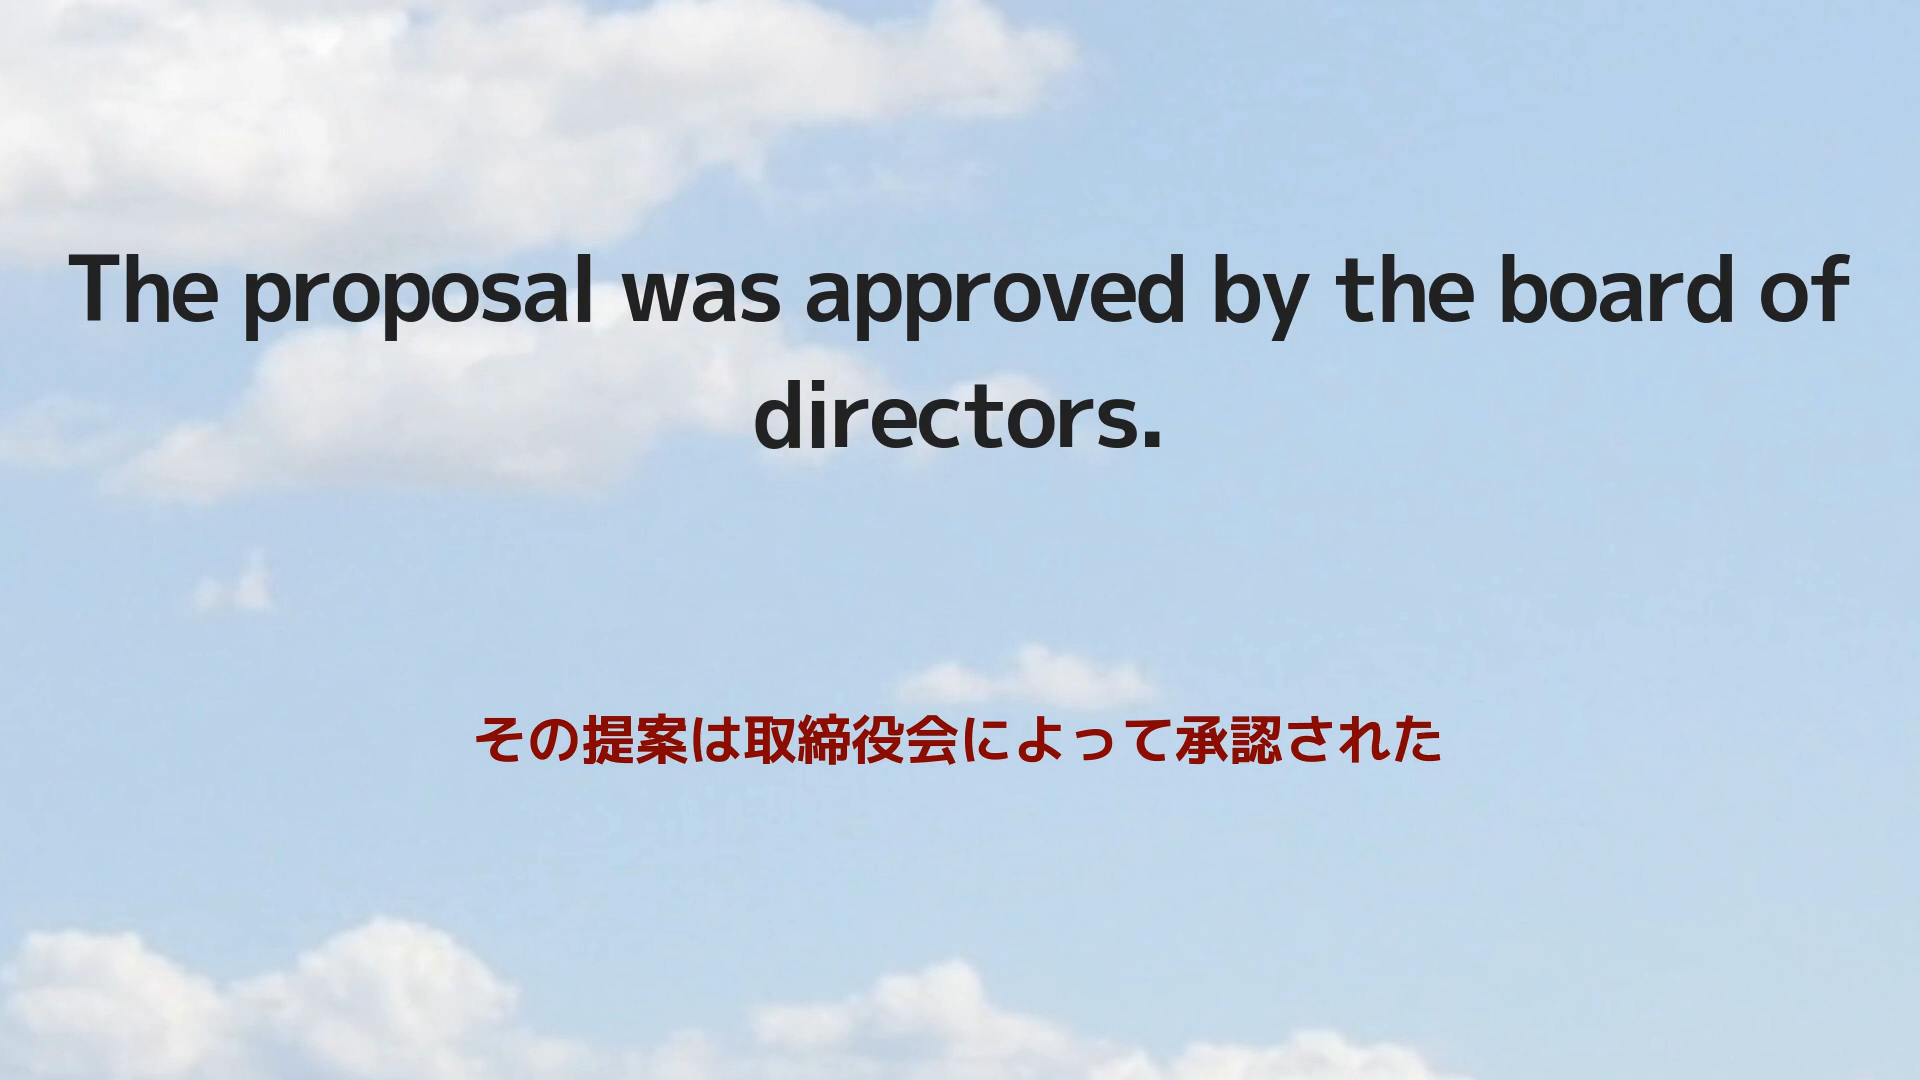 The proposal was approved by the board of
directors.
その提案は取締役会によって承認された